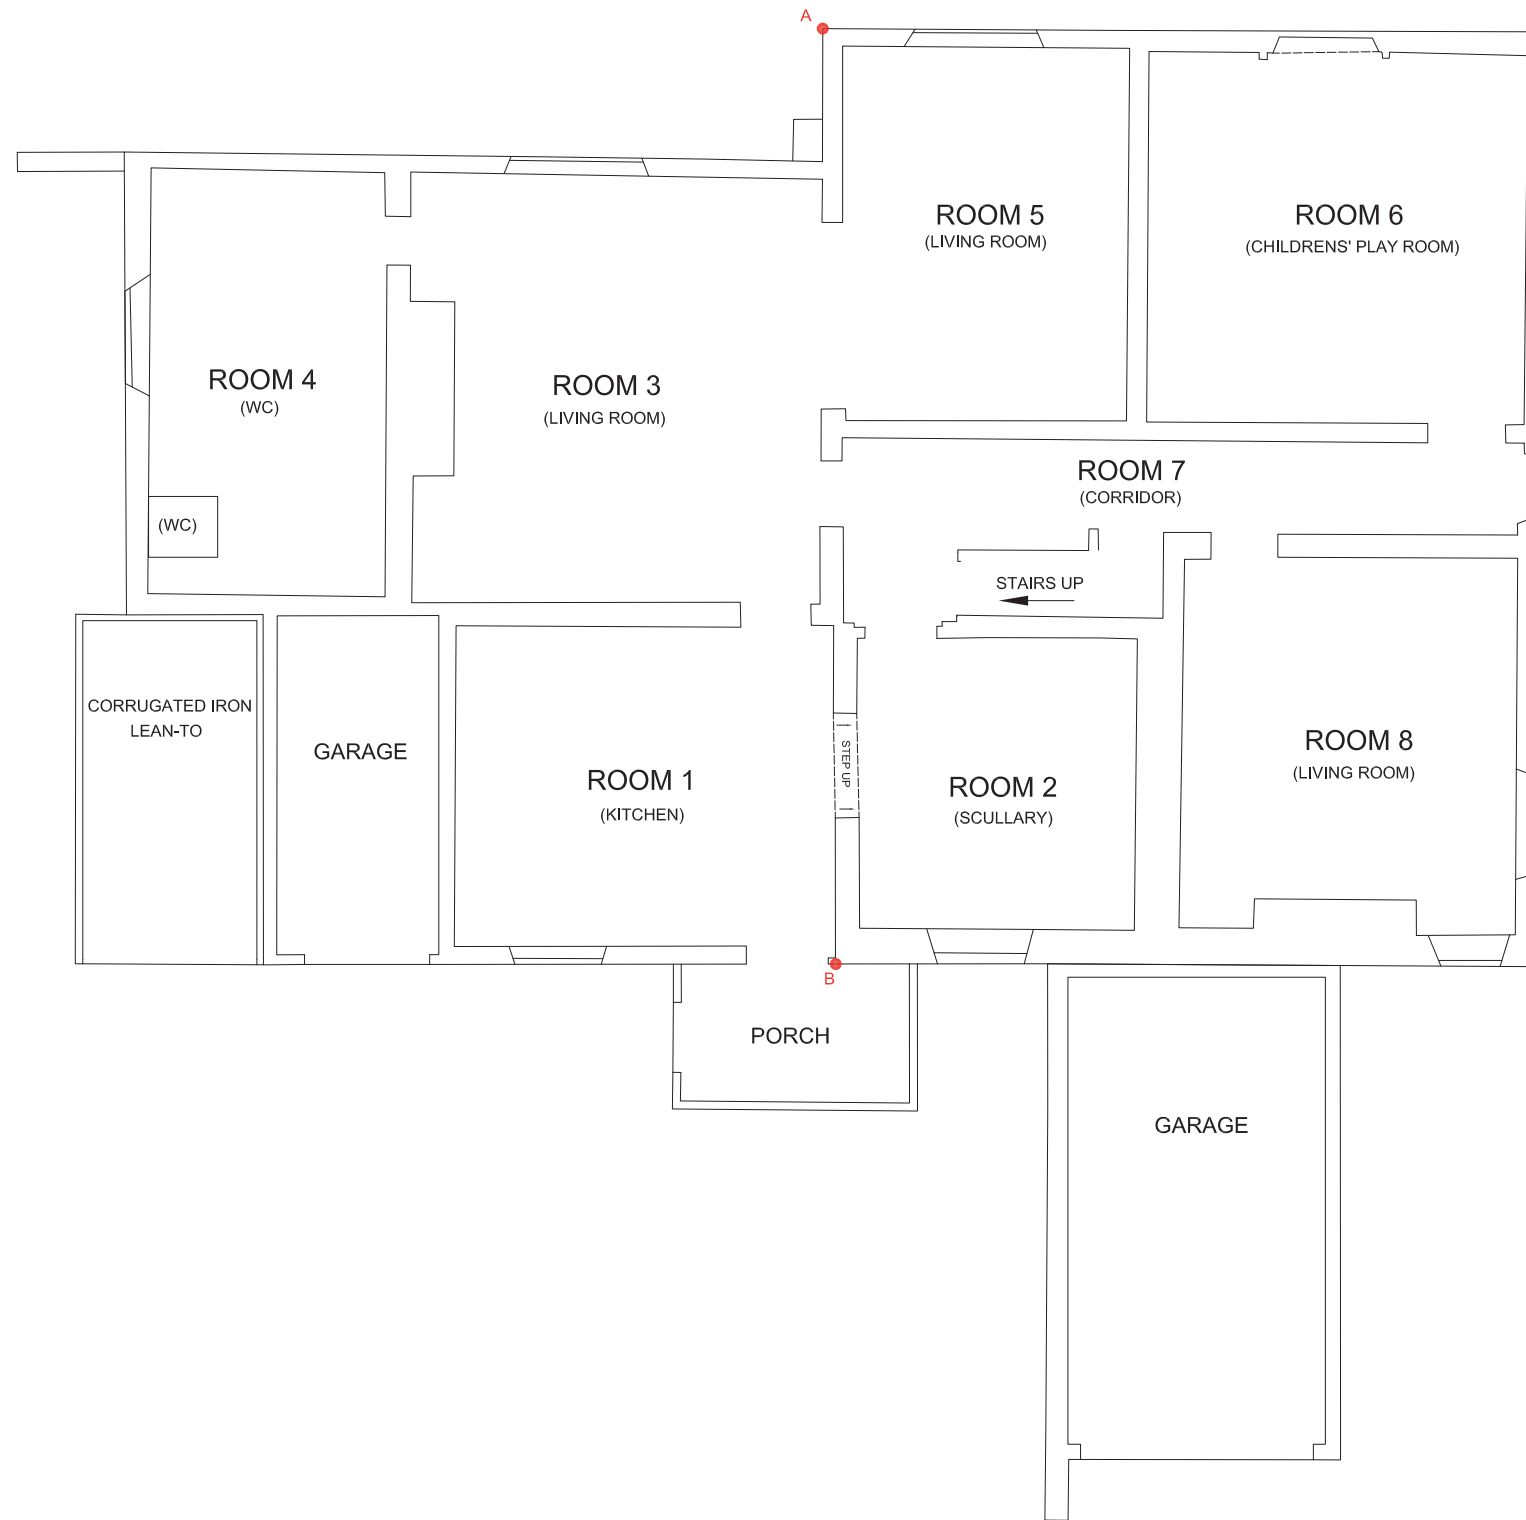 A
ROOM 5
(LIVING ROOM)
ROOM 6
(CHILDRENS' PLAY ROOM)
ROOM 4
(WC)
ROOM 3
(LIVING ROOM)
ROOM 7
(CORRIDOR)
(WC)
STAIRS UP
CORRUGATED IRON
LEAN-TO
GARAGE
ROOM 1
(KITCHEN)
STEP UP
ROOM 2
(SCULLARY)
ROOM 8
(LIVING ROOM)
B
PORCH
GARAGE